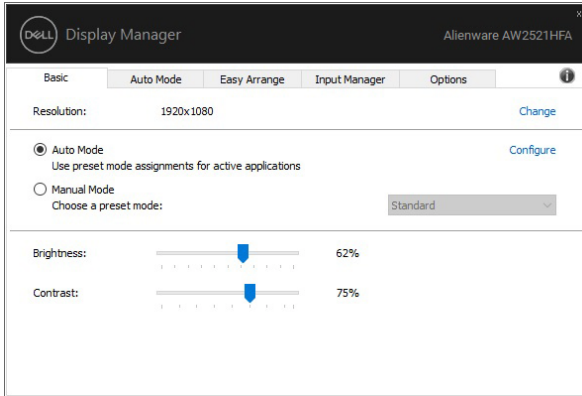 DELL Display Manager Alienware AW2521HFA
x
Basic Auto Mode Easy Arrange Input Manager Options i
Resolution: 1920x1080 Change
Auto Mode Configure
Use preset mode assignments for active applications
Manual Mode
Choose a preset mode: Standard
Brightness: 62%
Contrast: 75%